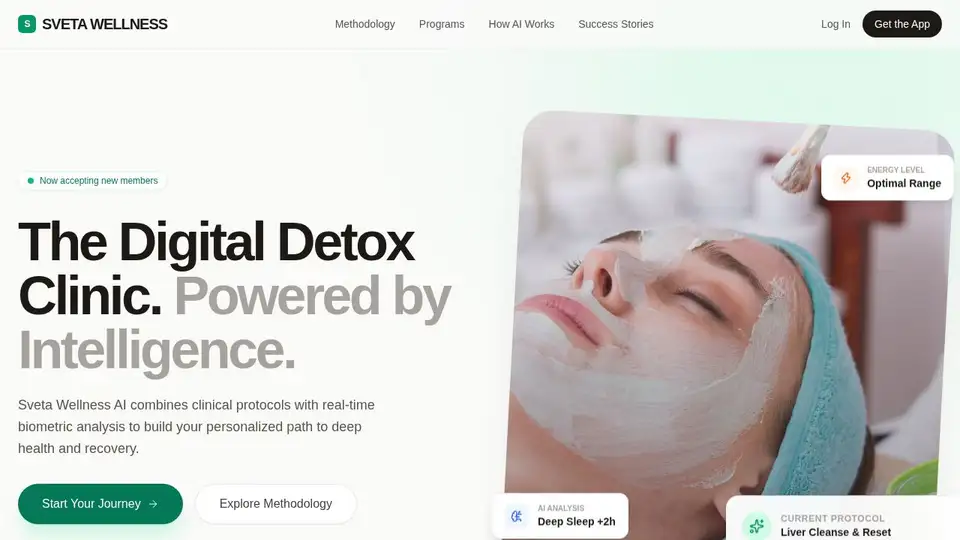 S SVETA WELLNESS
Methodology Programs How AI Works Success Stories
Log In Get the App
Now accepting new members
The Digital Detox
Clinic. Powered by
Intelligence.
Sveta Wellness AI combines clinical protocols with real-time
biometric analysis to build your personalized path to deep
health and recovery.
Start Your Journey →
Explore Methodology
ENERGY LEVEL
Optimal Range
AI ANALYSIS
Deep Sleep +2h
CURRENT PROTOCOL
Liver Cleanse & Reset